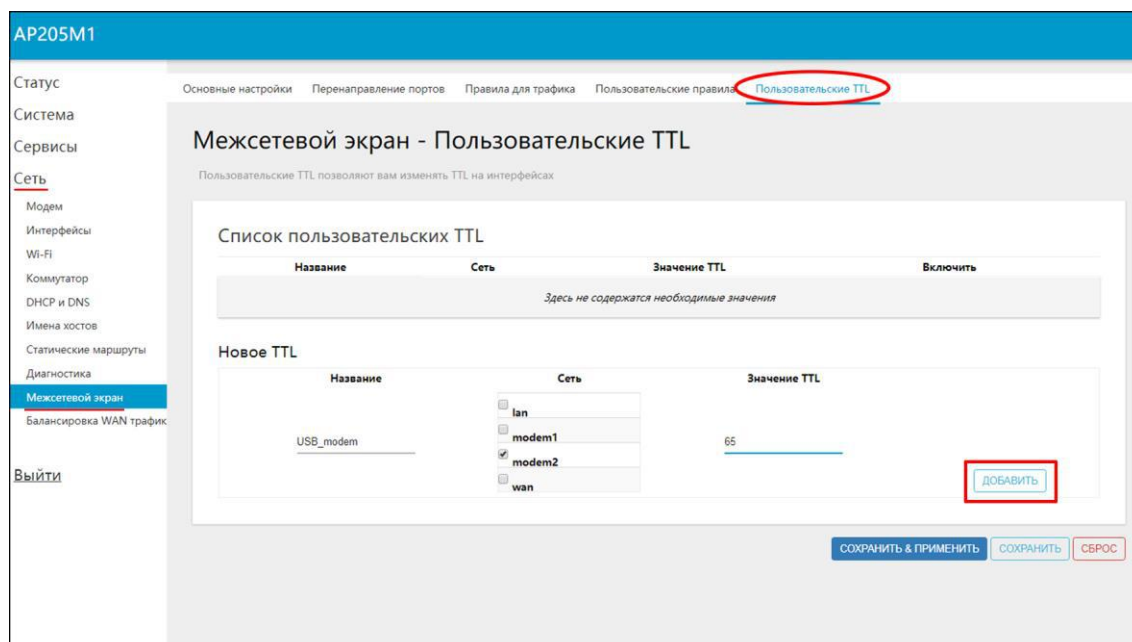 AP205M1
Статус
Система
Сервисы
Сеть
Модем
Интерфейсы
Wi-Fi
Коммутатор
DHCP и DNS
Имена хостов
Статические маршруты
Диагностика
Межсетевой экран
Балансировка WAN трафик
Выйти
Основные настройки Перенаправление портов Правила для трафика Пользовательские правила Пользовательские TTL
Межсетевой экран - Пользовательские TTL
Пользовательские TTL позволяют вам изменять TTL на интерфейсах
Список пользовательских TTL
Название Сеть Значение TTL Включить
Здесь не содержатся необходимые значения
Новое TTL
Название Сеть Значение TTL
lan
modem1
USB_modem 65
modem2
wan
ДОБАВИТЬ
СОХРАНИТЬ & ПРИМЕНИТЬ СОХРАНИТЬ СБРОС